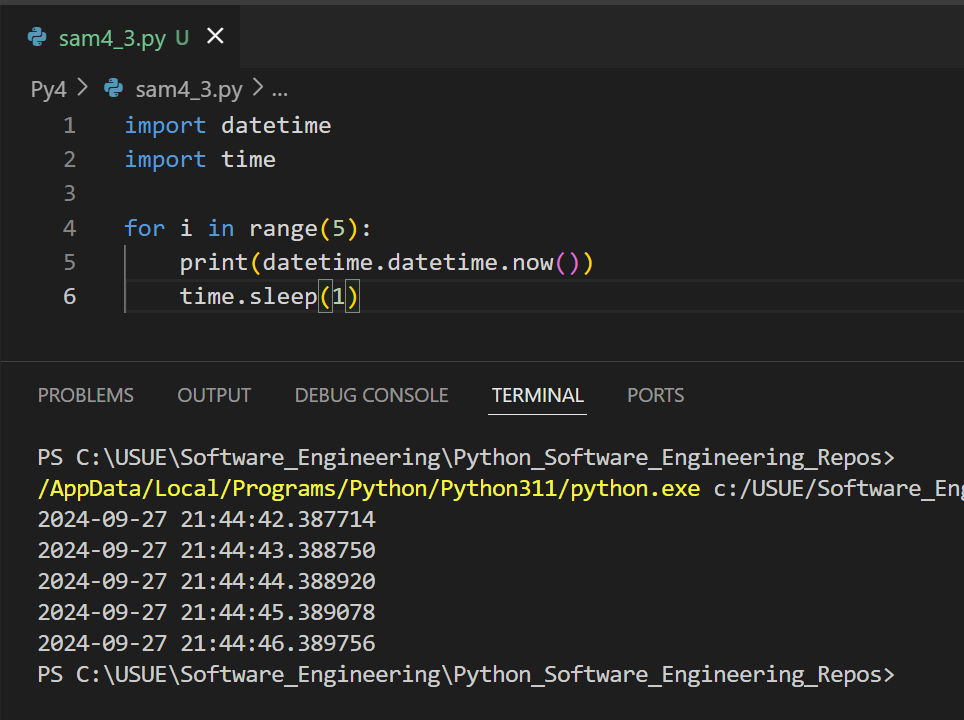 sam4_3.py U
Py4 > sam4_3.py > ...
1 import datetime
2 import time
3
4 for i in range(5):
5     print(datetime.datetime.now())
6     time.sleep(1)
PROBLEMS OUTPUT DEBUG CONSOLE TERMINAL PORTS
PS C:\USUE\Software_Engineering\Python_Software_Engineering_Repos>
/AppData/Local/Programs/Python/Python311/python.exe c:/USUE/Software_Eng
2024-09-27 21:44:42.387714
2024-09-27 21:44:43.388750
2024-09-27 21:44:44.388920
2024-09-27 21:44:45.389078
2024-09-27 21:44:46.389756
PS C:\USUE\Software_Engineering\Python_Software_Engineering_Repos>